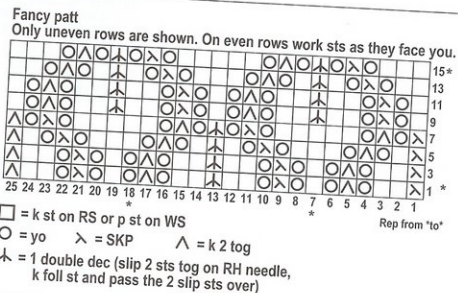 Fancy patt
Only uneven rows are shown. On even rows work sts as they face you.
15*
13
11
9
7
5
3
1 *
25 24 23 22 21 20 19 18 17 16 15 14 13 12 11 10 9 8 7 6 5 4 3 2 1
* *
Rep from *to*
□ = k st on RS or p st on WS
O = yo λ = SKP Λ = k 2 tog
⅄ = 1 double dec (slip 2 sts tog on RH needle,
k foll st and pass the 2 slip sts over)